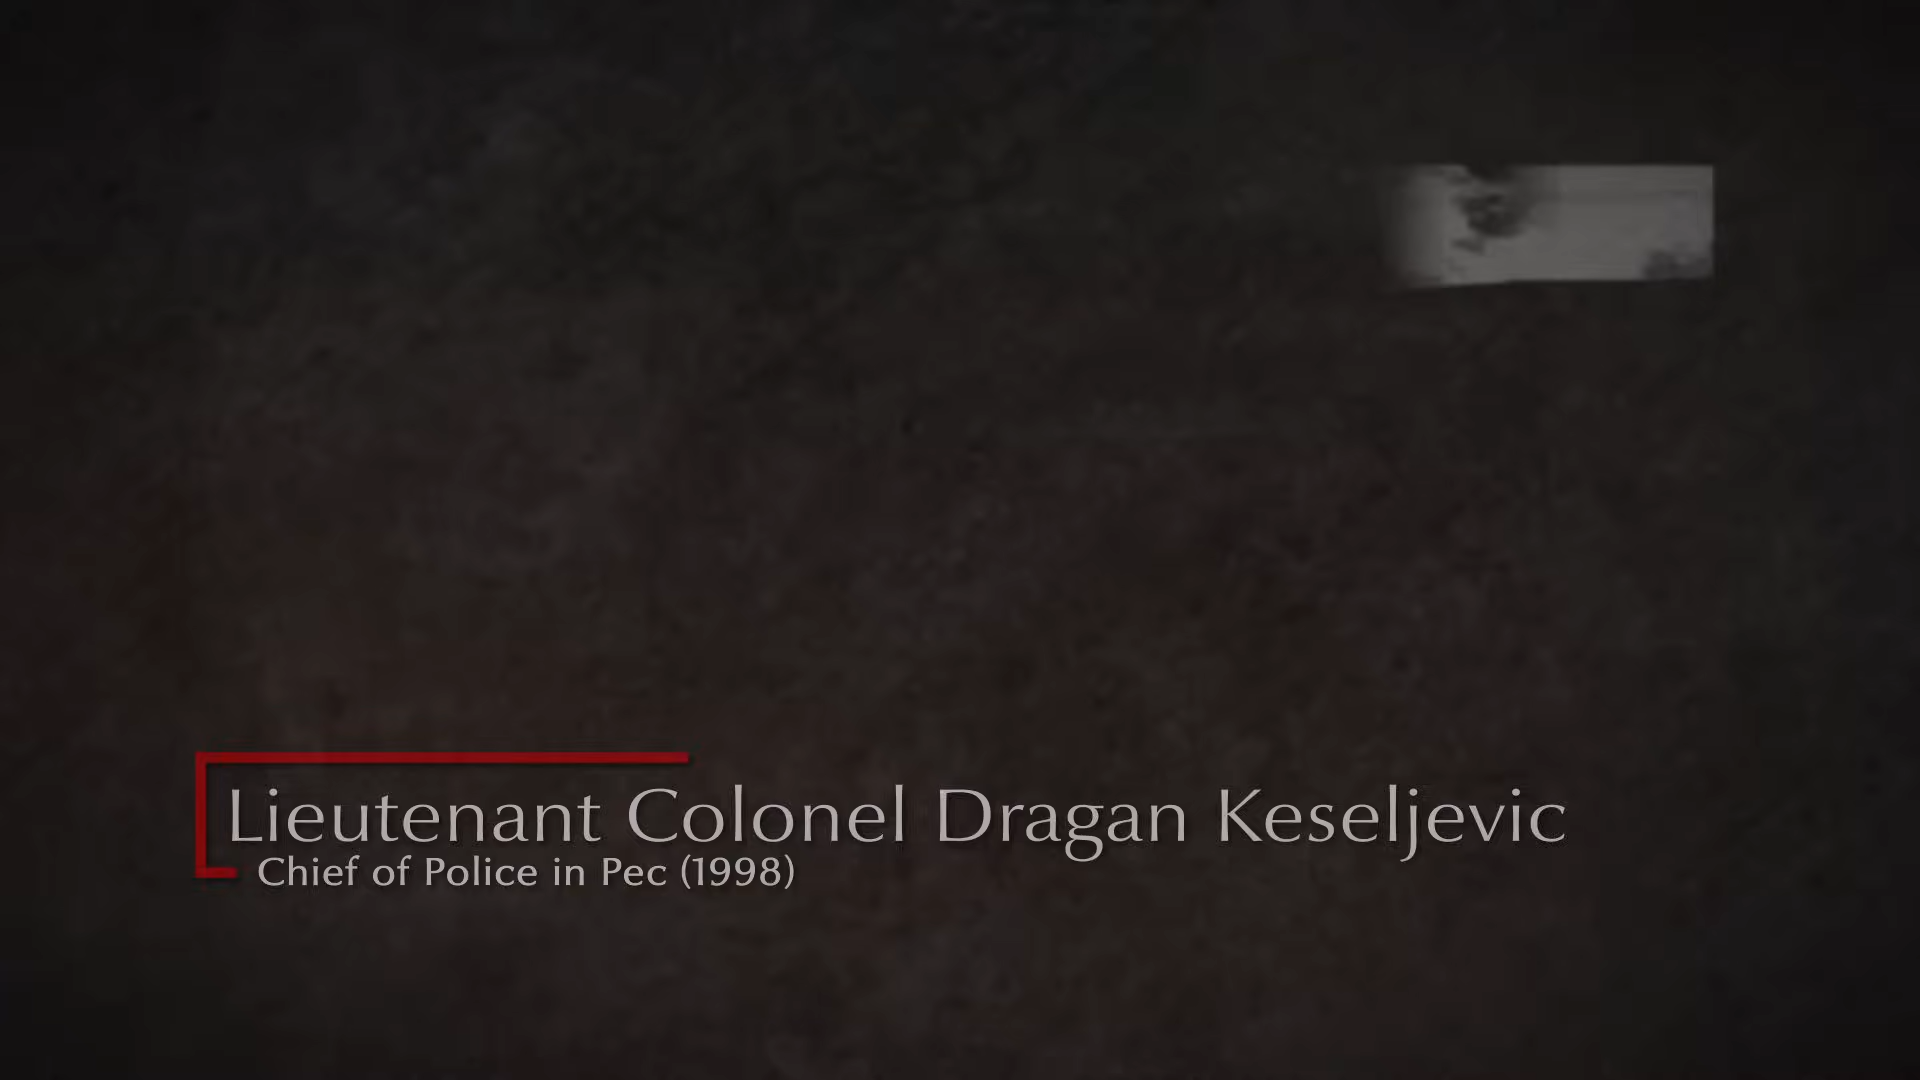 Lieutenant Colonel Dragan Keseljevic
Chief of Police in Pec (1998)